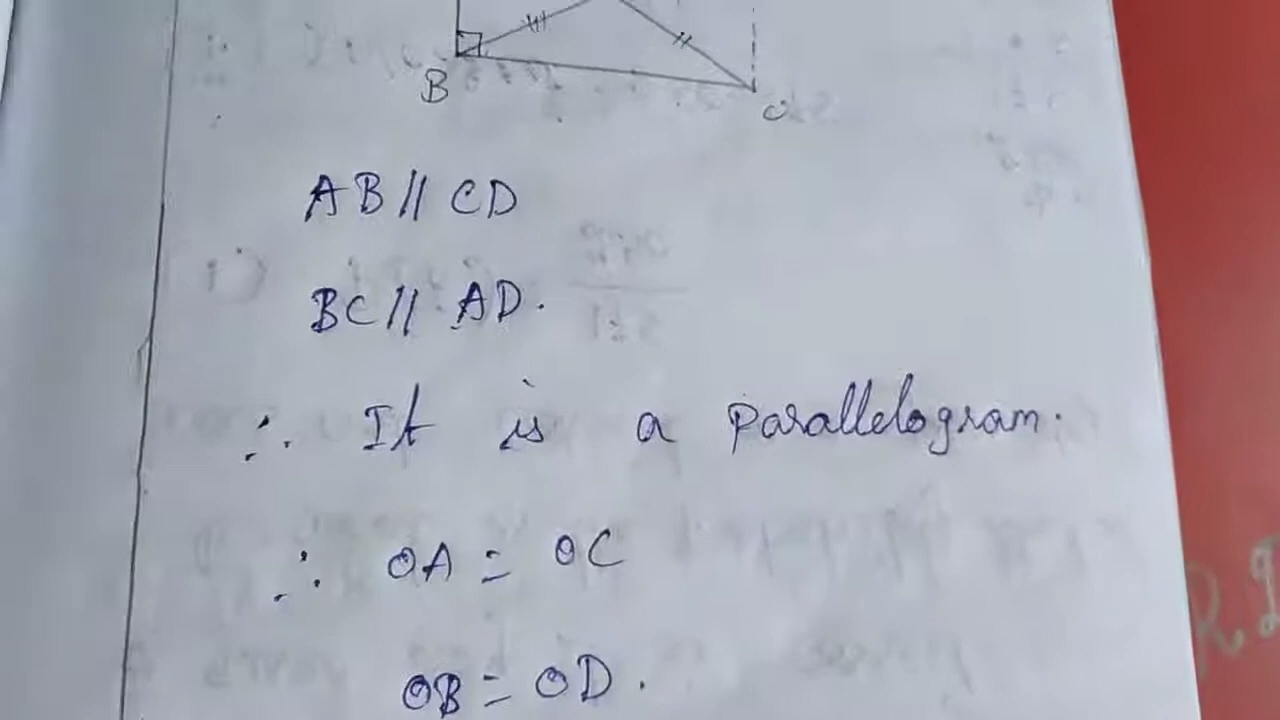 B
C
AB // CD
BC // AD.
∴ It is a parallelogram.
∴ OA = OC
OB = OD.